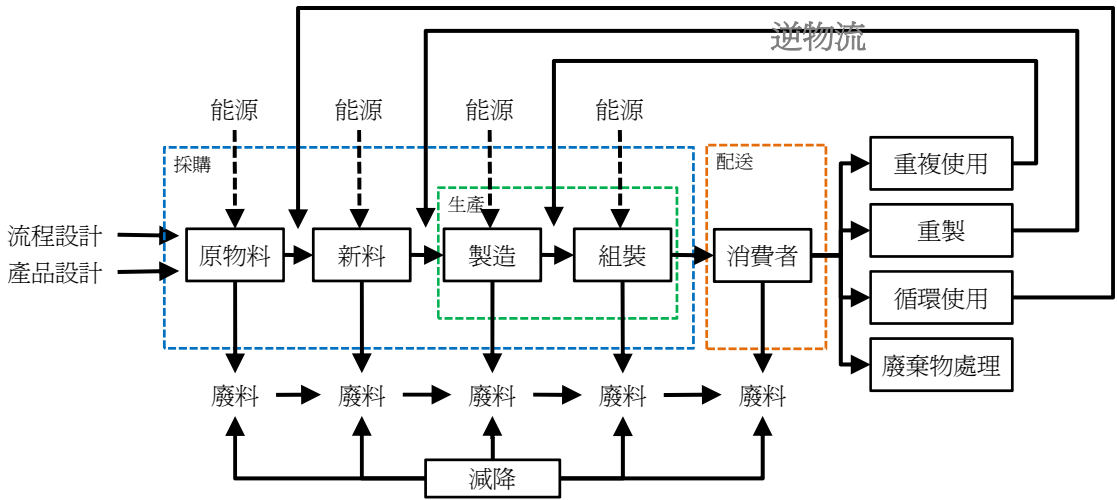 逆物流
能源
能源
能源
能源
採購
配送
生產
重複使用
流程設計
產品設計
原物料
新料
製造
組裝
消費者
重製
循環使用
廢棄物處理
廢料
廢料
廢料
廢料
廢料
減降